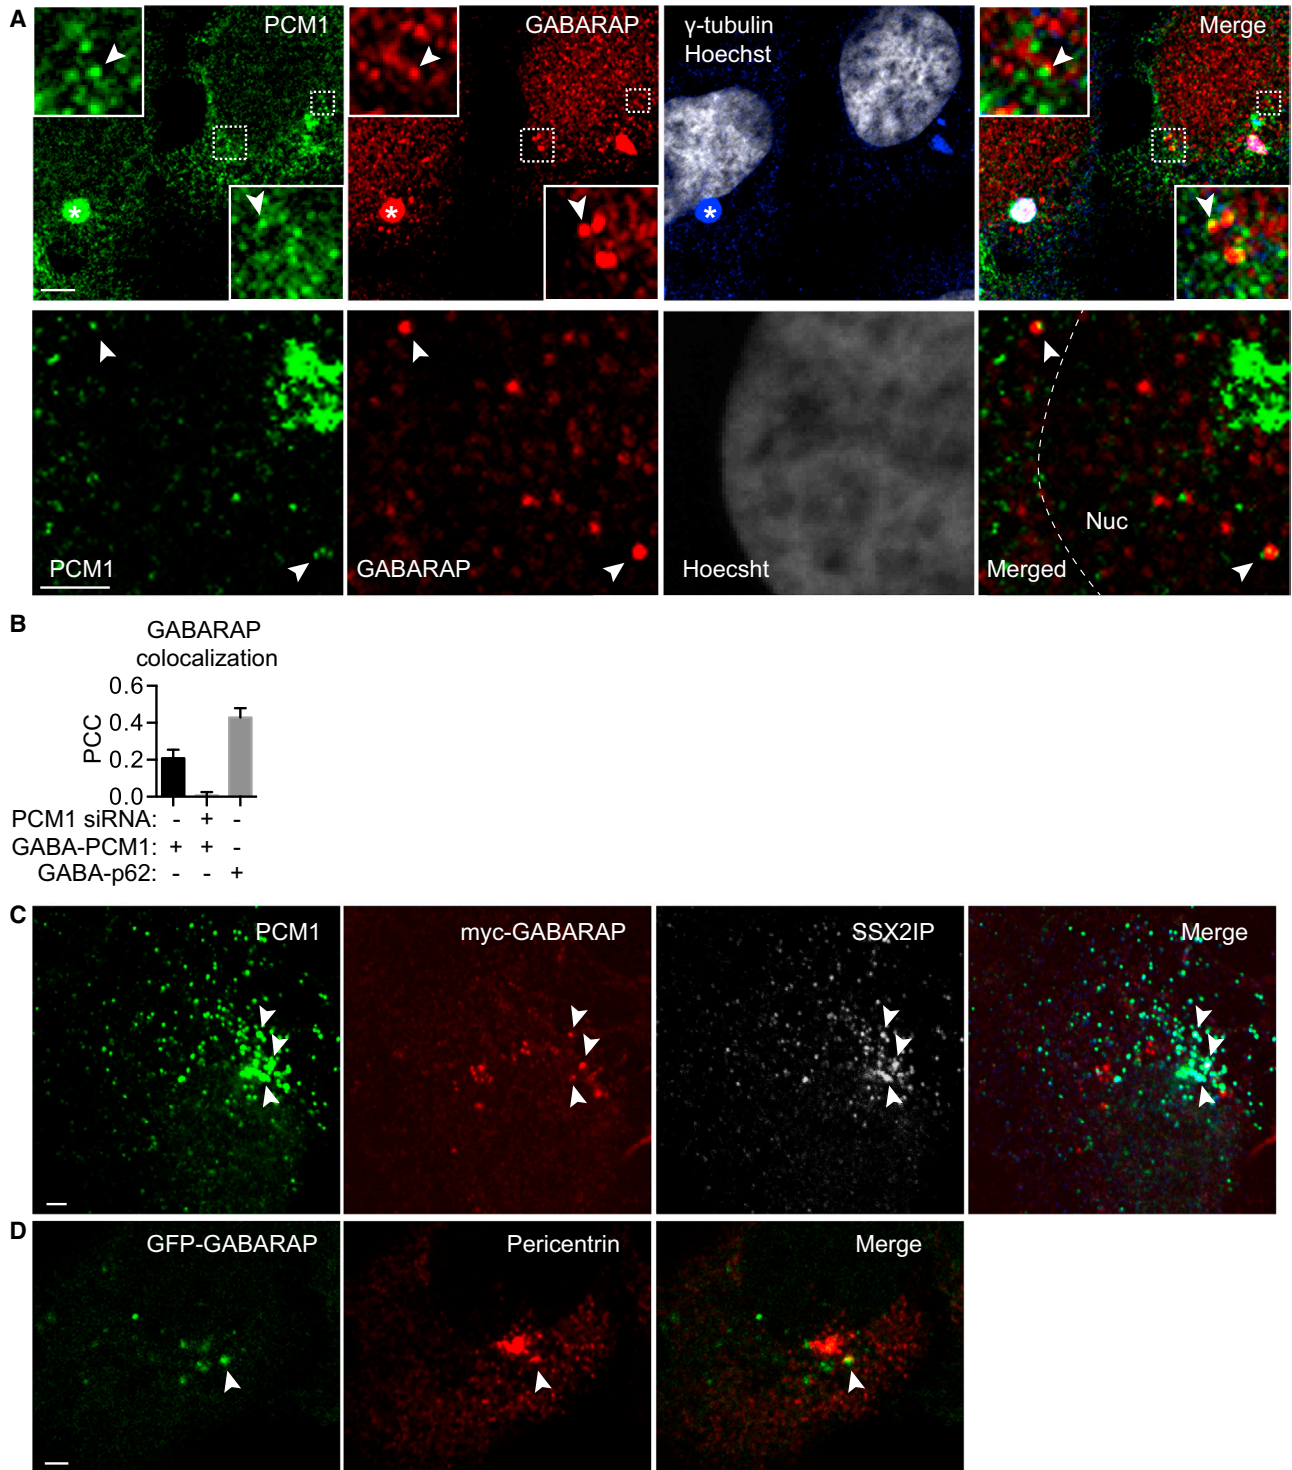 A
PCM1
GABARAP
γ-tubulin
Hoechst
Merge
*
*
*
PCM1
GABARAP
Hoecsht
Merged
Nuc
B
GABARAP
colocalization
PCC
0.6
0.4
0.2
0.0
PCM1 siRNA: - + -
GABA-PCM1: + + -
GABA-p62: - - +
C
PCM1
myc-GABARAP
SSX2IP
Merge
D
GFP-GABARAP
Pericentrin
Merge